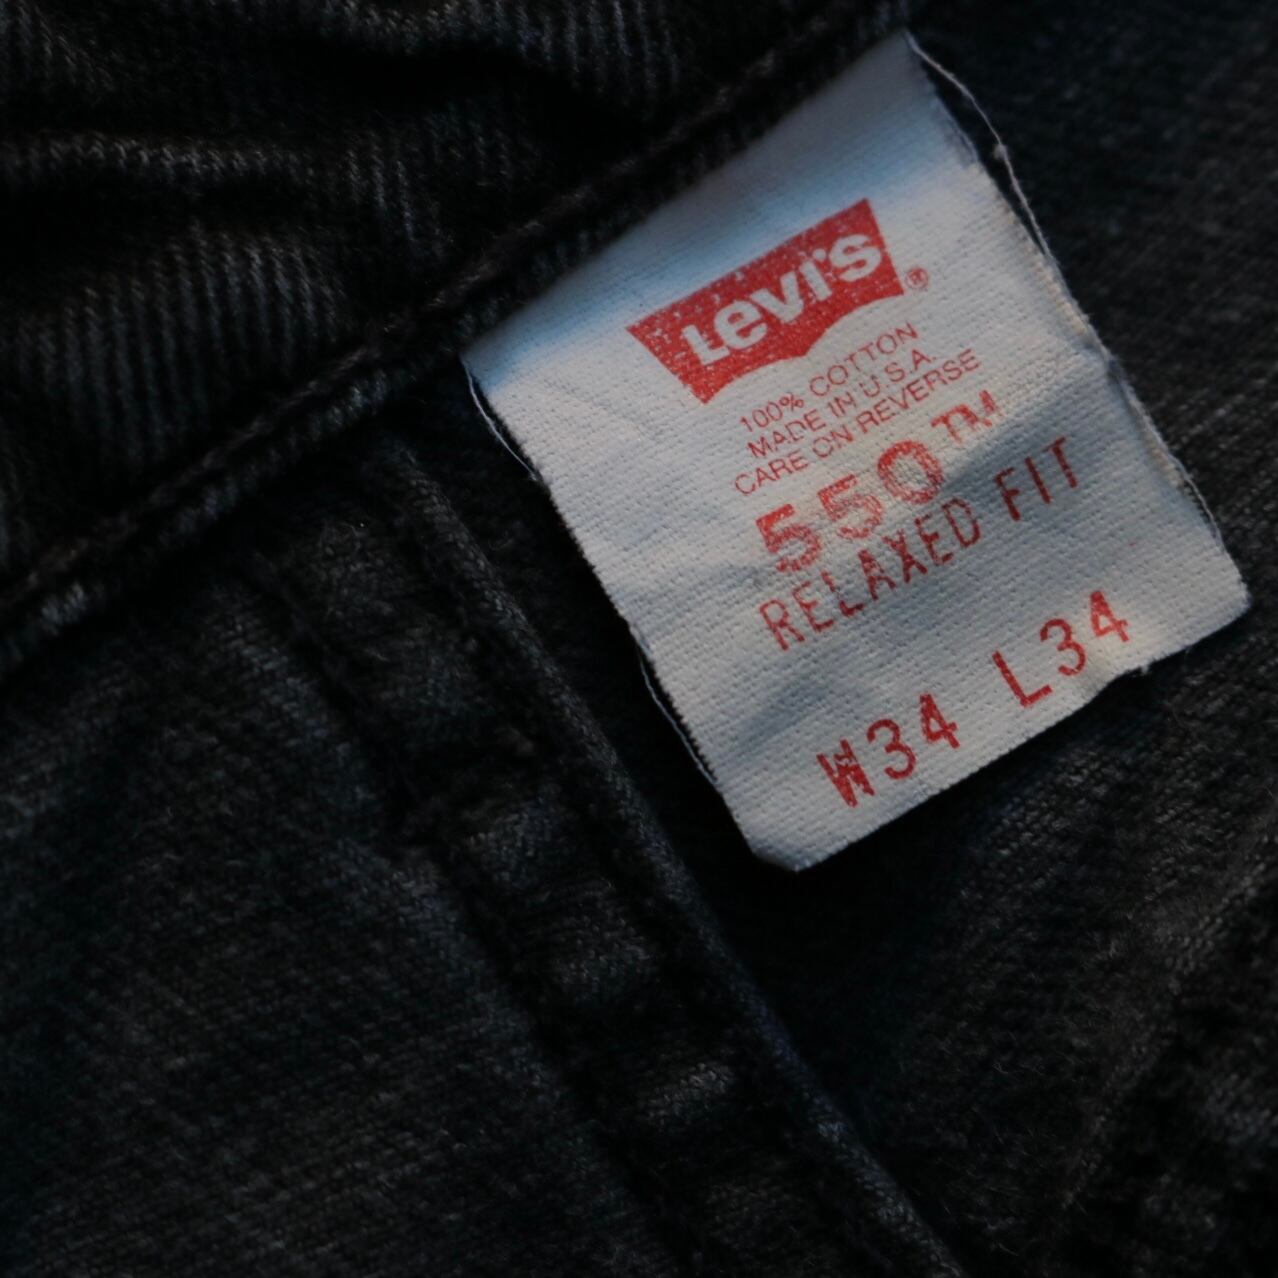 Levi's®
100% COTTON
MADE IN U.S.A.
CARE ON REVERSE
550™
RELAXED FIT
W34 L34